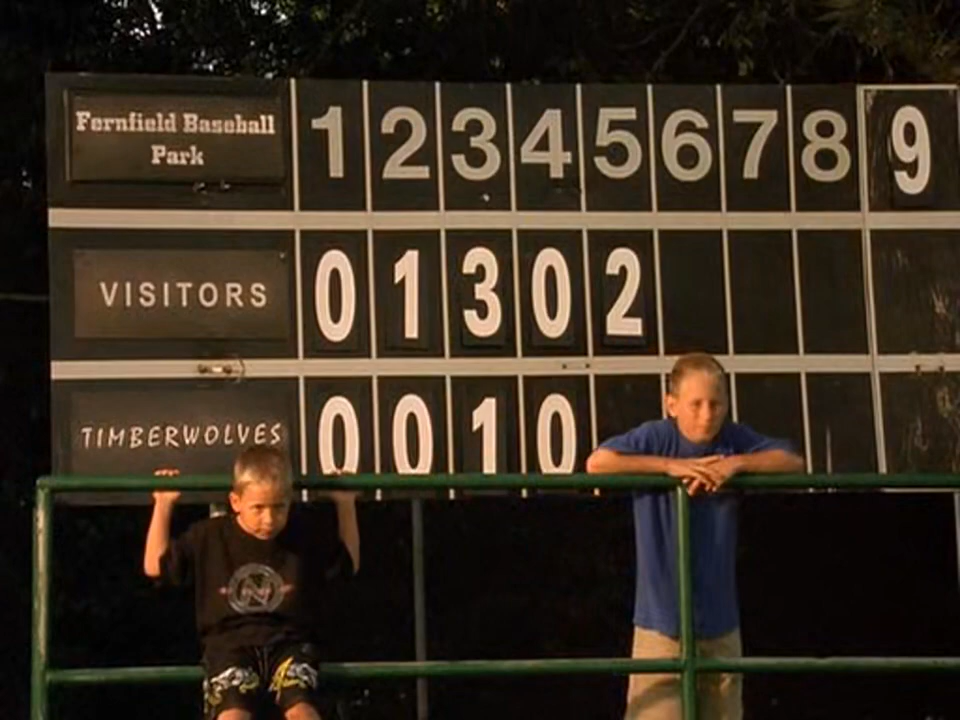 Fernfield Baseball
Park
1 2 3 4 5 6 7 8 9
VISITORS 0 1 3 0 2
TIMBERWOLVES 0 0 1 0
N